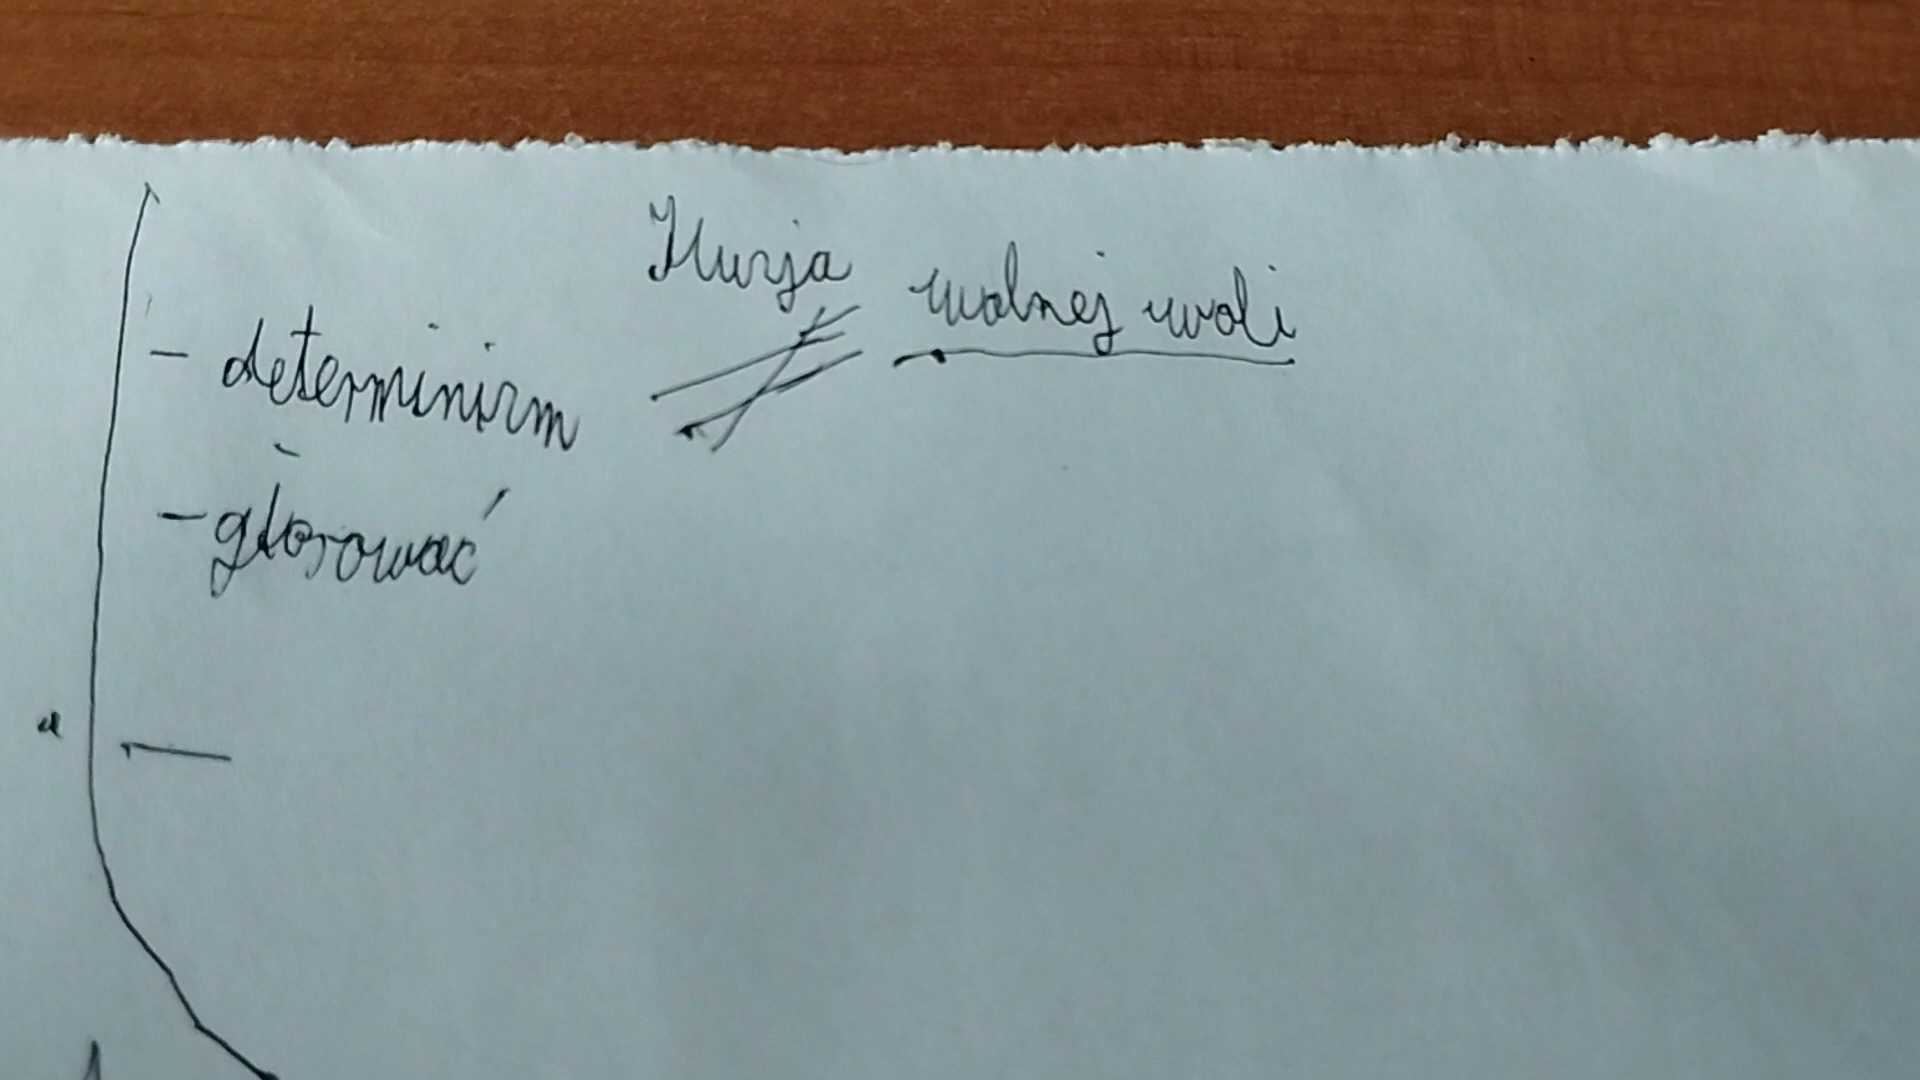 Iluzja wolnej woli
- determinizm
- głosować
-